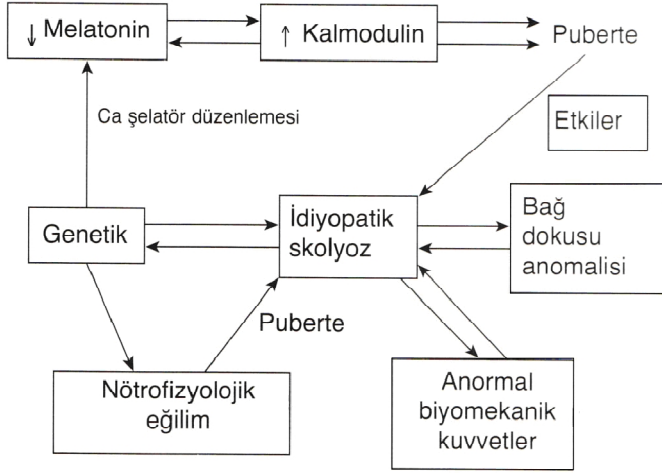 ↓ Melatonin
↑ Kalmodulin
Puberte
Ca şelatör düzenlemesi
Etkiler
Genetik
İdiyopatik
skolyoz
Bağ
dokusu
anomalisi
Puberte
Nötrofizyolojik
eğilim
Anormal
biyomekanik
kuvvetler